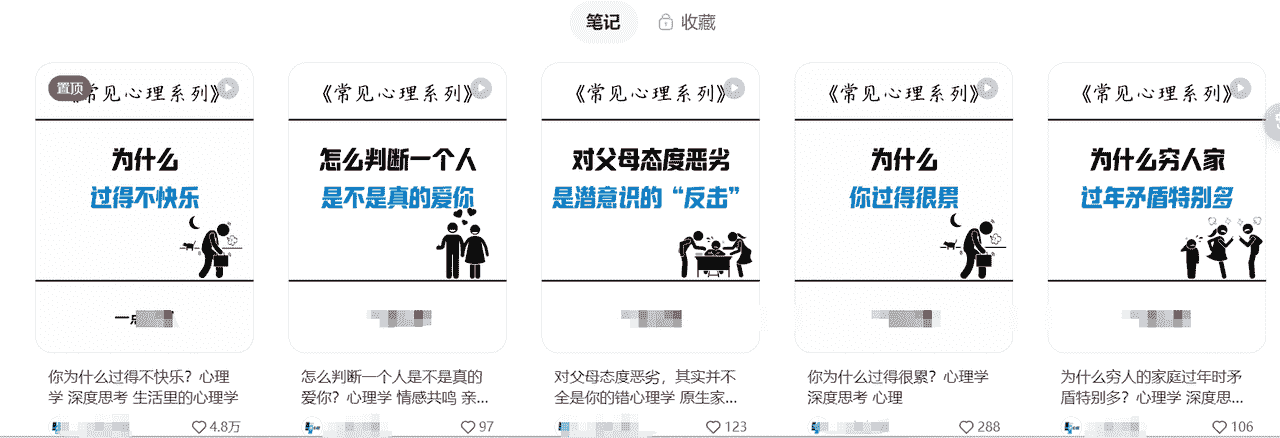 笔记
收藏
置顶
常见心理系列》
为什么
过得不快乐
你为什么过得不快乐？心理
学 深度思考 生活里的心理学
4.8万
《常见心理系列》
怎么判断一个人
是不是真的爱你
怎么判断一个人是不是真的
爱你？心理学 情感共鸣 亲...
97
《常见心理系列》
对父母态度恶劣
是潜意识的“反击”
对父母态度恶劣，其实并不
全是你的错心理学 原生家...
123
《常见心理系列》
为什么
你过得很累
你为什么过得很累？心理学
深度思考 心理
288
《常见心理系列》
为什么穷人家
过年矛盾特别多
为什么穷人的家庭过年时矛
盾特别多？心理学 深度思...
106